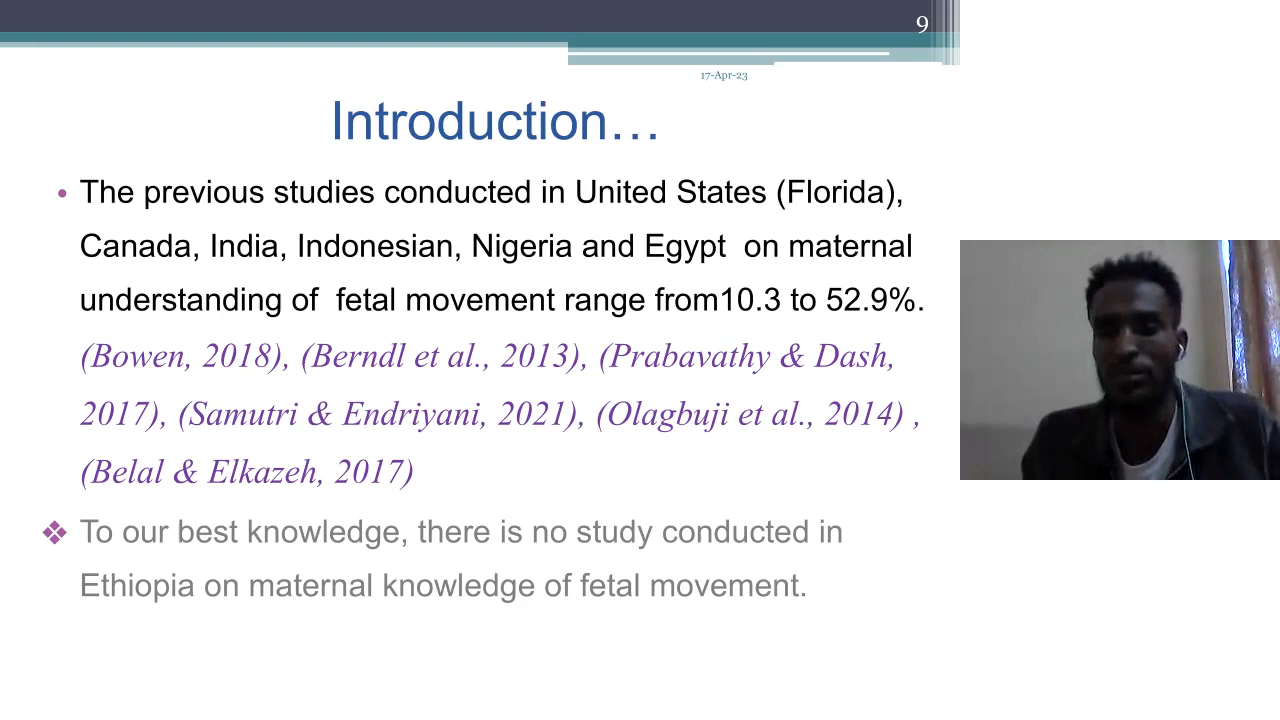 9
17-Apr-23
Introduction…
• The previous studies conducted in United States (Florida),
Canada, India, Indonesian, Nigeria and Egypt  on maternal
understanding of  fetal movement range from10.3 to 52.9%.
(Bowen, 2018), (Berndl et al., 2013), (Prabavathy & Dash,
2017), (Samutri & Endriyani, 2021), (Olagbuji et al., 2014) ,
(Belal & Elkazeh, 2017)
❖ To our best knowledge, there is no study conducted in
Ethiopia on maternal knowledge of fetal movement.